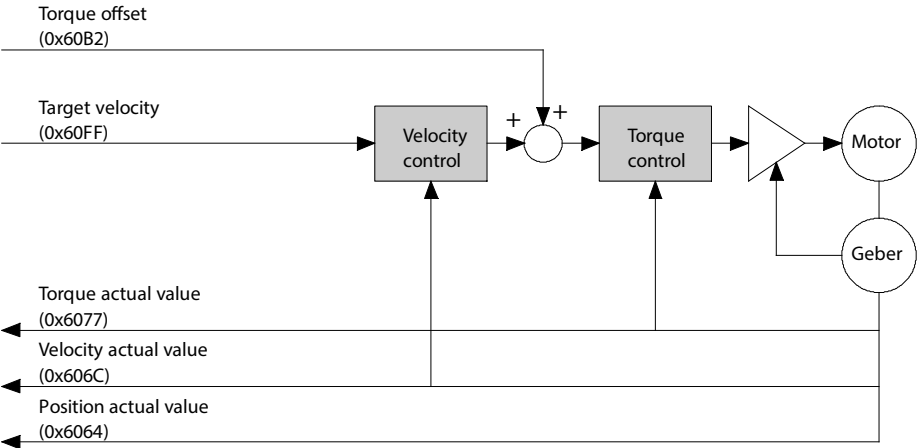 Torque offset
(0x60B2)
Target velocity
(0x60FF)
Velocity
control
+
+
Torque
control
Motor
Geber
Torque actual value
(0x6077)
Velocity actual value
(0x606C)
Position actual value
(0x6064)